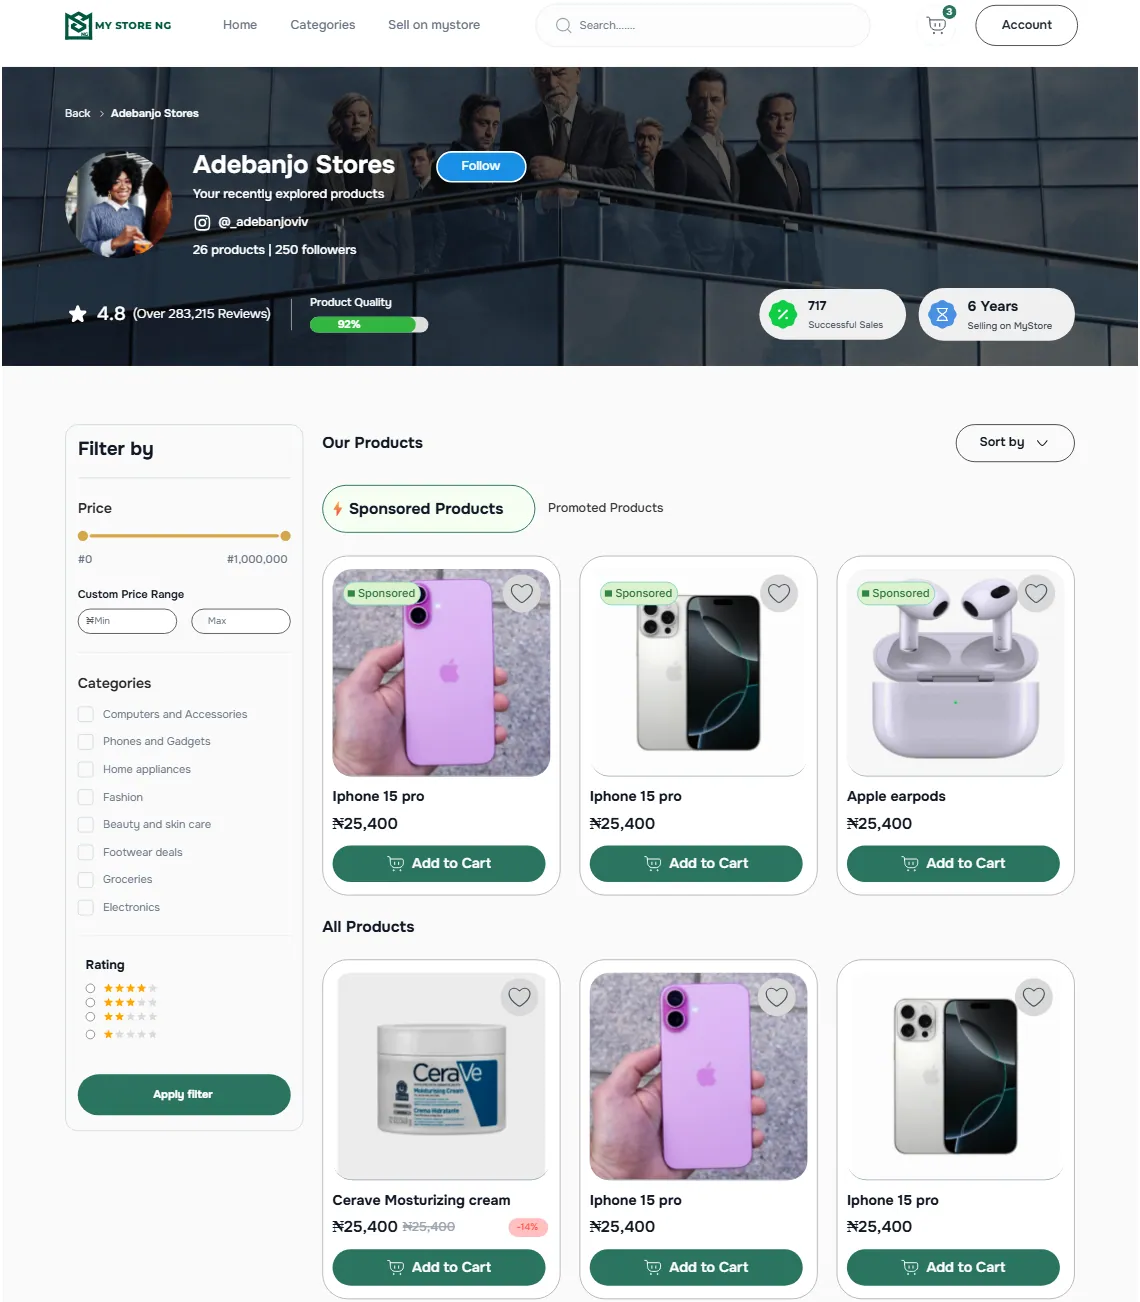 MY STORE NG
Home
Categories
Sell on mystore
Search.......
3
Account
Back > Adebanjo Stores
Adebanjo Stores
Follow
Your recently explored products
@_adebanjoviv
26 products | 250 followers
4.8 (Over 283,215 Reviews)
Product Quality
92%
717
Successful Sales
6 Years
Selling on MyStore
Filter by
Price
#0
#1,000,000
Custom Price Range
₦Min
Max
Categories
Computers and Accessories
Phones and Gadgets
Home appliances
Fashion
Beauty and skin care
Footwear deals
Groceries
Electronics
Rating
Apply filter
Our Products
Sort by
Sponsored Products
Promoted Products
Sponsored
Iphone 15 pro
₦25,400
Add to Cart
Sponsored
Iphone 15 pro
₦25,400
Add to Cart
Sponsored
Apple earpods
₦25,400
Add to Cart
All Products
CeraVe
Moisturising Cream
Crema Hidratante
Cerave Mosturizing cream
₦25,400 ₦25,400
-14%
Add to Cart
Iphone 15 pro
₦25,400
Add to Cart
Iphone 15 pro
₦25,400
Add to Cart